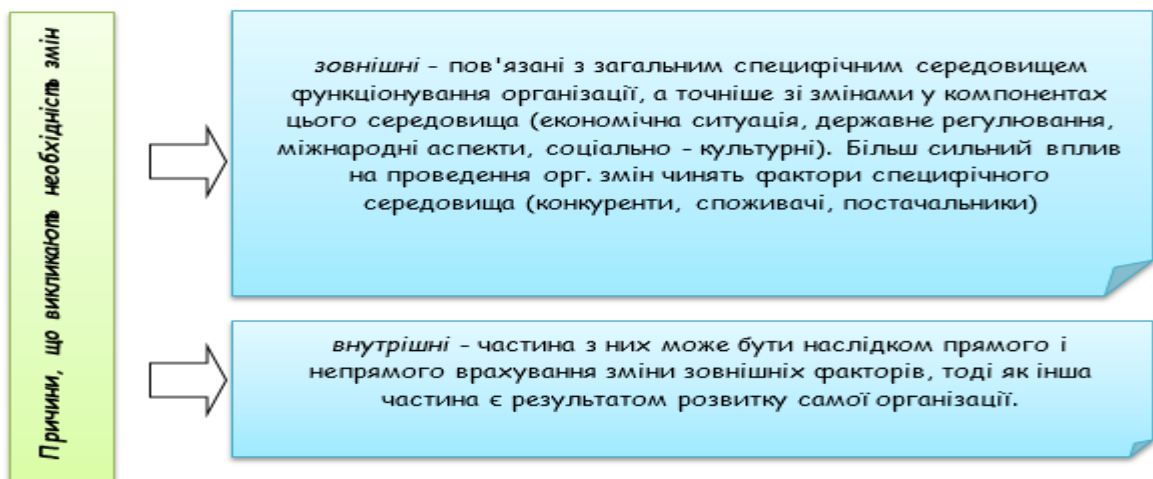 Причини, що викликають необхідність змін
зовнішні - пов'язані з загальним специфічним середовищем
функціонування організації, а точніше зі змінами у компонентах
цього середовища (економічна ситуація, державне регулювання,
міжнародні аспекти, соціально - культурні). Більш сильний вплив
на проведення орг. змін чинять фактори специфічного
середовища (конкуренти, споживачі, постачальники)
внутрішні - частина з них може бути наслідком прямого і
непрямого врахування зміни зовнішніх факторів, тоді як інша
частина є результатом розвитку самої організації.